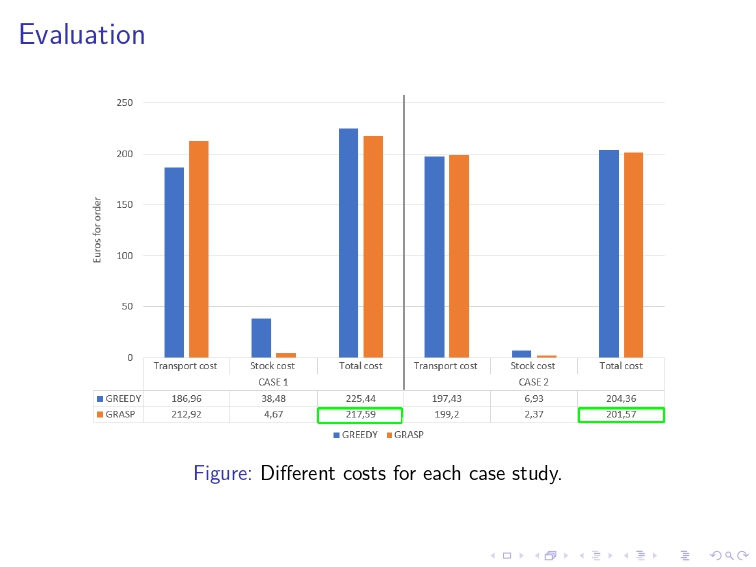 Evaluation
250
200
150
100
50
0
Euros for order
Transport cost Stock cost Total cost Transport cost Stock cost Total cost
CASE 1 CASE 2
GREEDY 186,96 38,48 225,44 197,43 6,93 204,36
GRASP 212,92 4,67 217,59 199,2 2,37 201,57
GREEDY GRASP
Figure: Different costs for each case study.